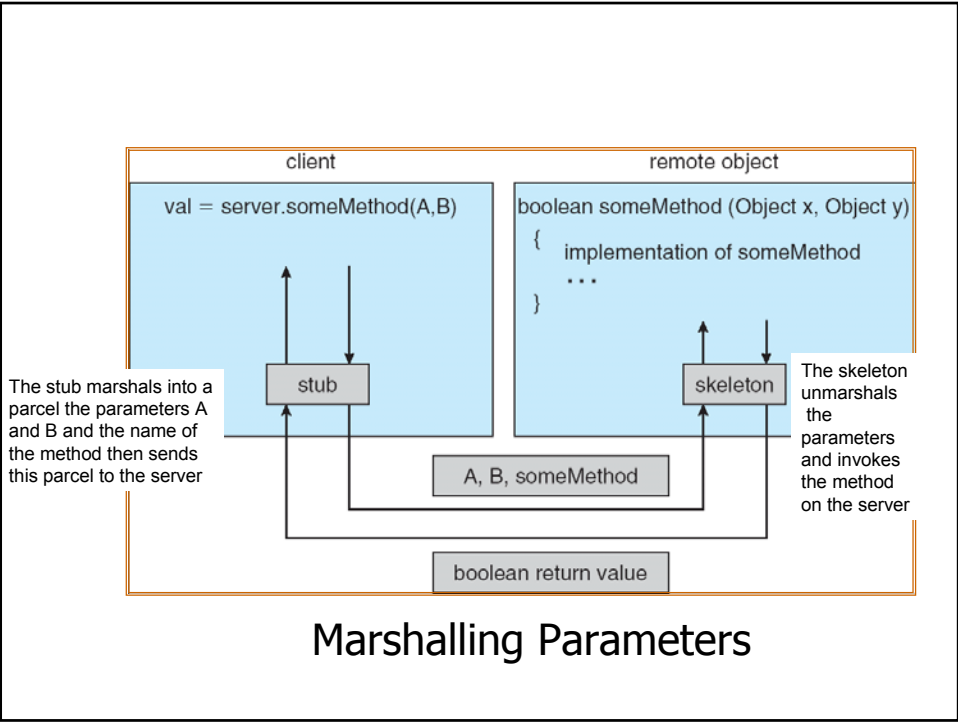 client
remote object
val = server.someMethod(A,B)
boolean someMethod (Object x, Object y)
{
implementation of someMethod
...
}
stub
skeleton
The stub marshals into a
parcel the parameters A
and B and the name of
the method then sends
this parcel to the server
The skeleton
unmarshals
the
parameters
and invokes
the method
on the server
A, B, someMethod
boolean return value
Marshalling Parameters